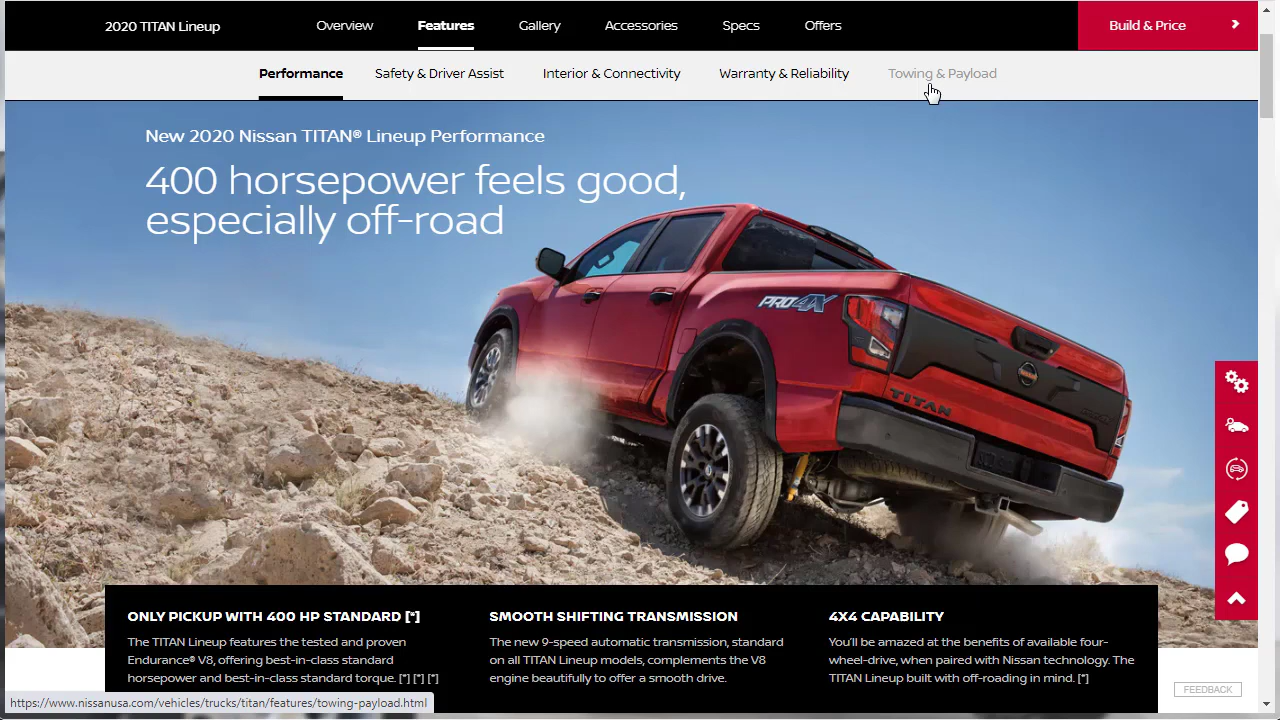 2020 TITAN Lineup
Overview
Features
Gallery
Accessories
Specs
Offers
Build & Price
Performance
Safety & Driver Assist
Interior & Connectivity
Warranty & Reliability
Towing & Payload
New 2020 Nissan TITAN® Lineup Performance
400 horsepower feels good,
especially off-road
PRO4X
TITAN
ONLY PICKUP WITH 400 HP STANDARD [*]
The TITAN Lineup features the tested and proven
Endurance® V8, offering best-in-class standard
horsepower and best-in-class standard torque. [*] [*] [*]
SMOOTH SHIFTING TRANSMISSION
The new 9-speed automatic transmission, standard
on all TITAN Lineup models, complements the V8
engine beautifully to offer a smooth drive.
4X4 CAPABILITY
You'll be amazed at the benefits of available four-
wheel-drive, when paired with Nissan technology. The
TITAN Lineup built with off-roading in mind. [*]
FEEDBACK
https://www.nissanusa.com/vehicles/trucks/titan/features/towing-payload.html